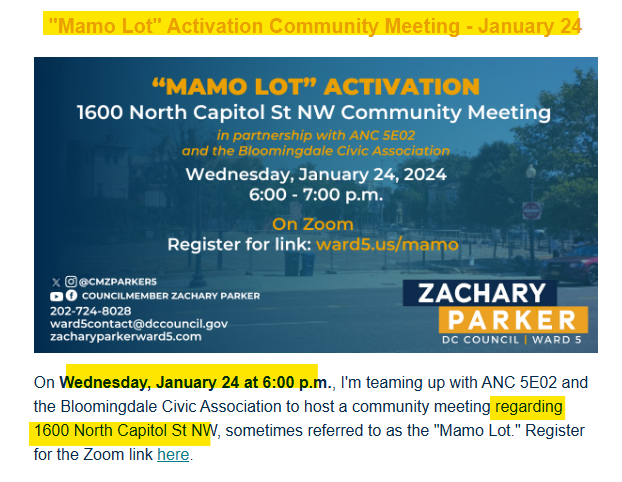 "Mamo Lot" Activation Community Meeting - January 24
“MAMO LOT” ACTIVATION
1600 North Capitol St NW Community Meeting
in partnership with ANC 5E02
and the Bloomingdale Civic Association
Wednesday, January 24, 2024
6:00 - 7:00 p.m.
On Zoom
Register for link: ward5.us/mamo
@CMZPARKER5
COUNCILMEMBER ZACHARY PARKER
202-724-8028
ward5contact@dccouncil.gov
zacharyparkerward5.com
ZACHARY
PARKER
DC COUNCIL | WARD 5
On Wednesday, January 24 at 6:00 p.m., I'm teaming up with ANC 5E02 and
the Bloomingdale Civic Association to host a community meeting regarding
1600 North Capitol St NW, sometimes referred to as the "Mamo Lot." Register
for the Zoom link here.